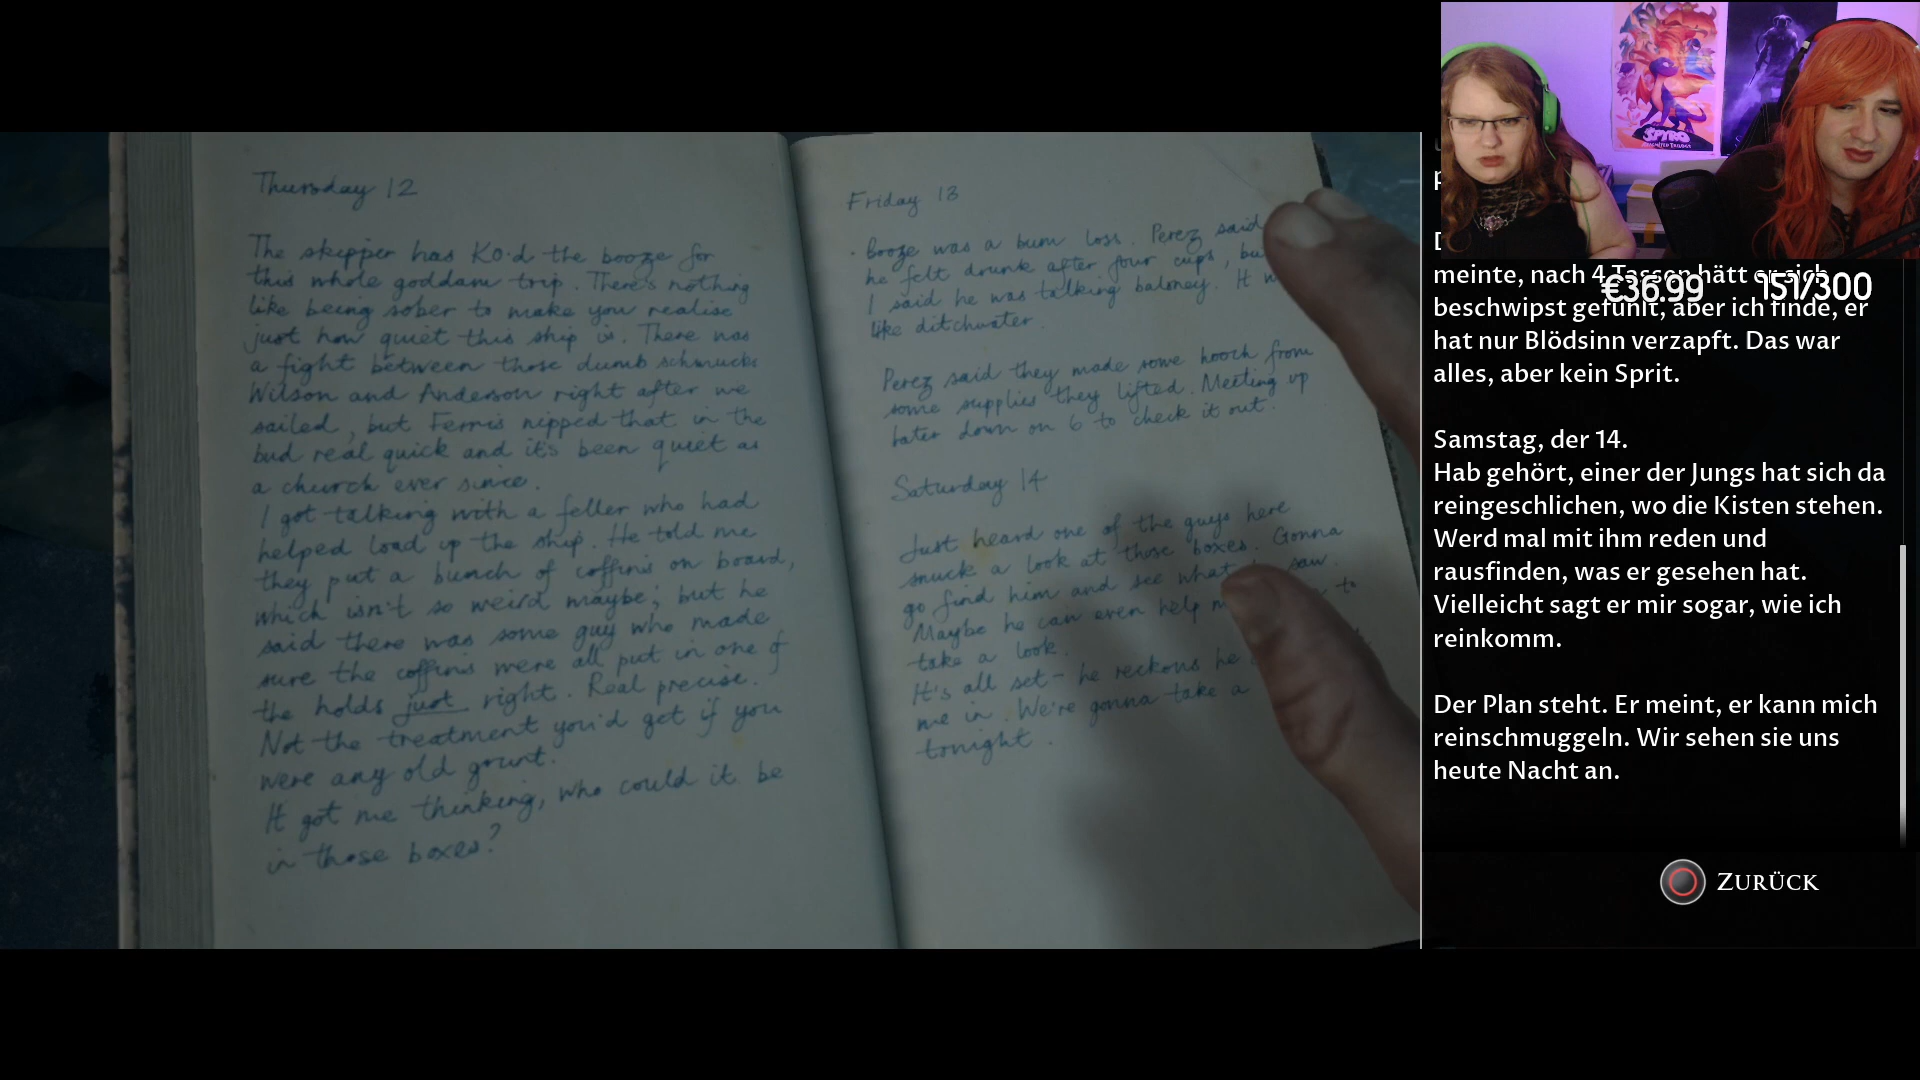 Thursday 12
The skipper has KO'd the booze for
this whole goddam trip. There's nothing
like being sober to make you realise
just how quiet this ship is. There was
a fight between those dumb schmucks
Wilson and Anderson right after we
sailed, but Ferris nipped that in the
bud real quick and it's been quiet as
a church ever since.
I got talking with a feller who had
helped load up the ship. He told me
they put a bunch of coffins on board,
which isn't so weird maybe; but he
said there was some guy who made
sure the coffins were all put in one of
the holds just right. Real precise.
Not the treatment you'd get if you
were any old grunt.
It got me thinking, who could it be
in those boxes?
Friday 13
Booze was a bum loss. Perez said
he felt drunk after four cups, bu
I said he was talking baloney. It w
like ditchwater.
Perez said they made some hooch from
some supplies they lifted. Meeting up
later down on 6 to check it out.
Saturday 14
Just heard one of the guys here
snuck a look at those boxes. Gonna
go find him and see what saw.
Maybe he can even help to
take a look.
It's all set - he reckons he
me in. We're gonna take a
tonight.
SPYRO
meinte, nach 4 Tassen hätt er sich
€36.99 151/300
beschwipst gefühlt, aber ich finde, er
hat nur Blödsinn verzapft. Das war
alles, aber kein Sprit.
Samstag, der 14.
Hab gehört, einer der Jungs hat sich da
reingeschlichen, wo die Kisten stehen.
Werd mal mit ihm reden und
rausfinden, was er gesehen hat.
Vielleicht sagt er mir sogar, wie ich
reinkomm.
Der Plan steht. Er meint, er kann mich
reinschmuggeln. Wir sehen sie uns
heute Nacht an.
ZURÜCK